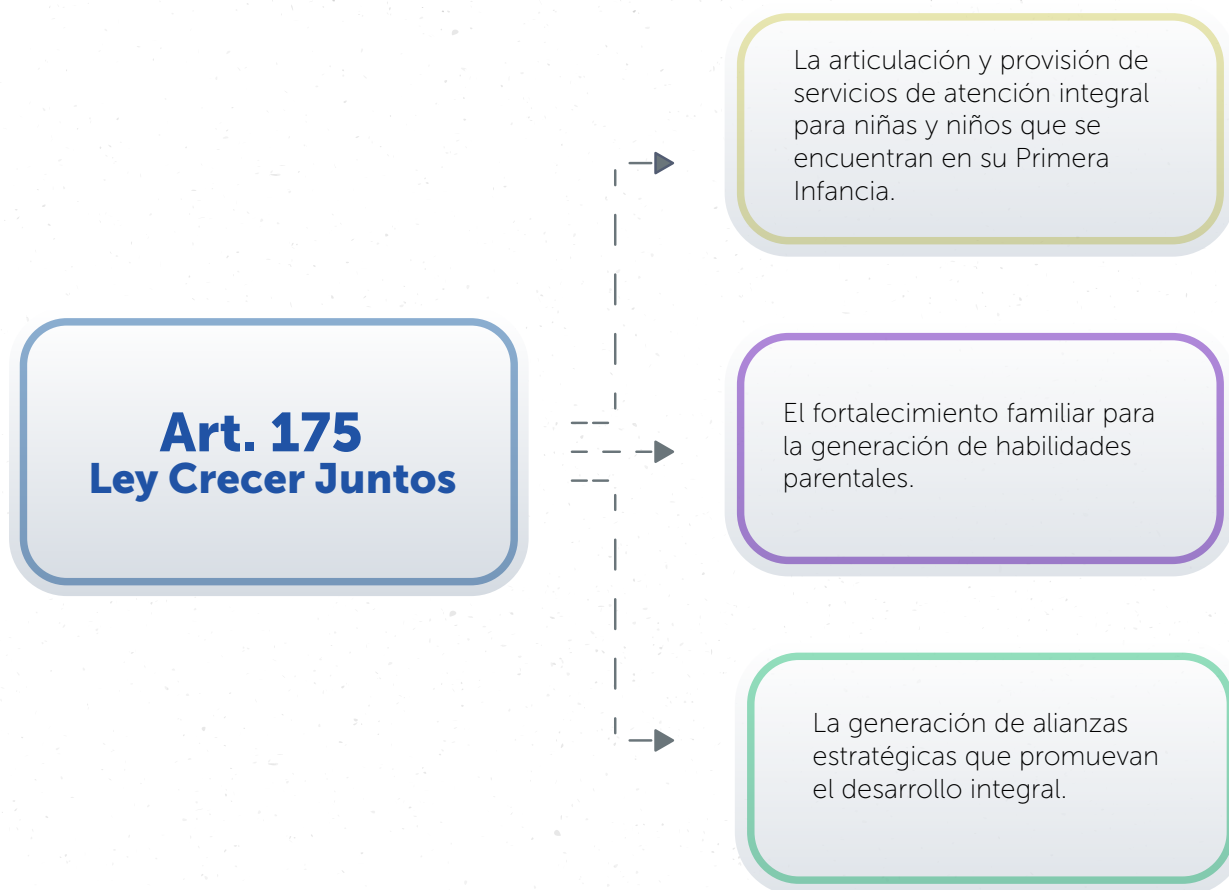 La articulación y provisión de
servicios de atención integral
para niñas y niños que se
encuentran en su Primera
Infancia.
Art. 175
Ley Crecer Juntos
El fortalecimiento familiar para
la generación de habilidades
parentales.
La generación de alianzas
estratégicas que promuevan
el desarrollo integral.